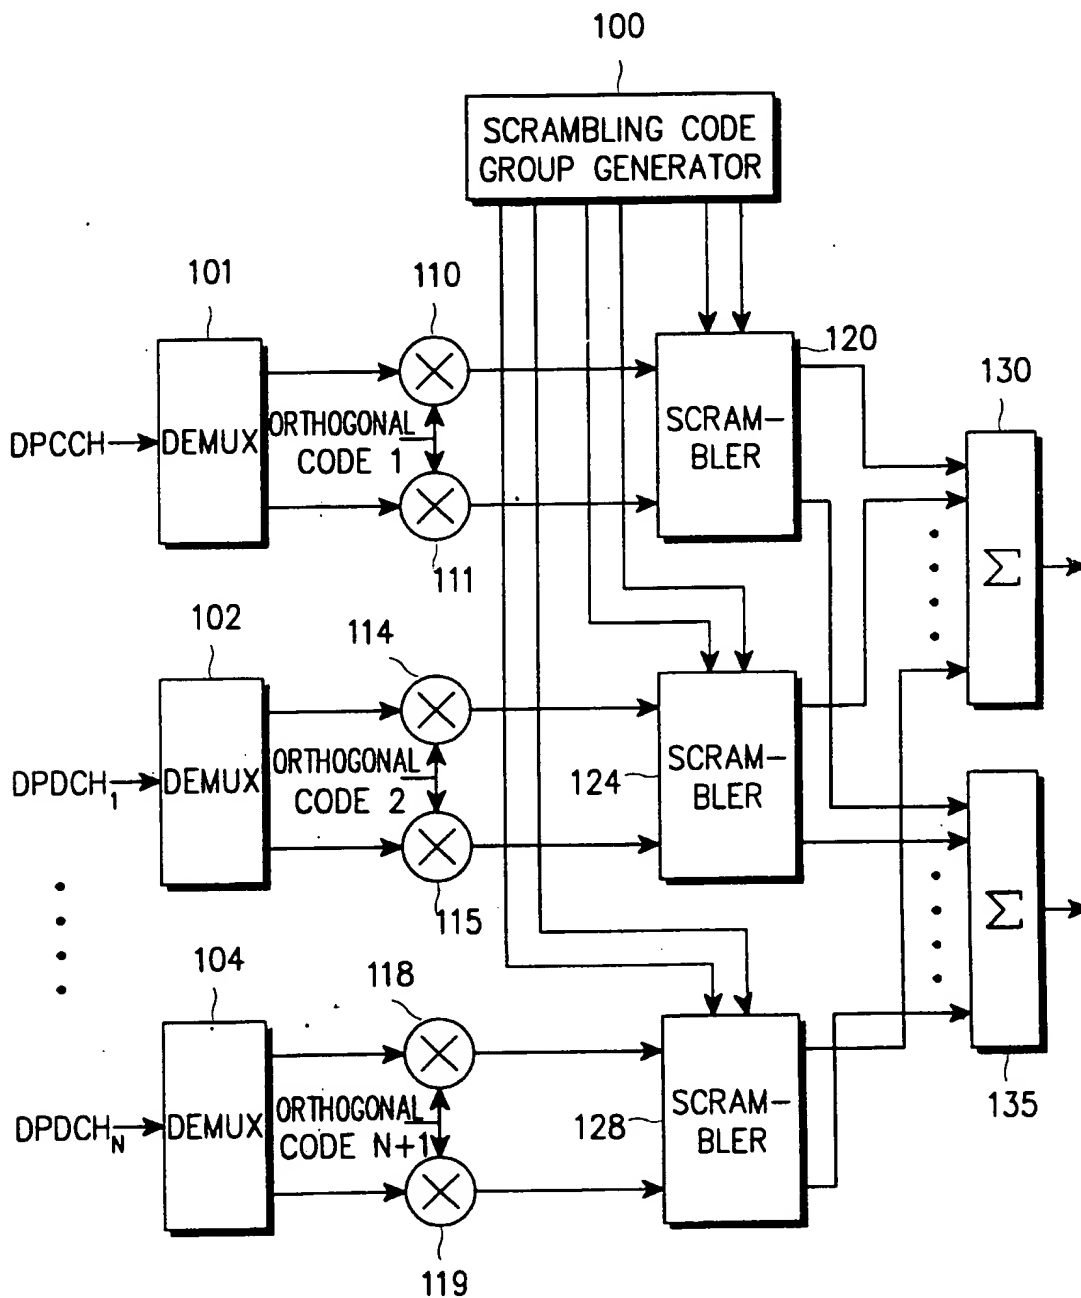 100
SCRAMBLING CODE
GROUP GENERATOR
101
110
120
130
DPCCH
DEMUX
ORTHOGONAL
CODE 1
SCRAM-
BLER
Σ
111
102
114
DPDCH1
DEMUX
ORTHOGONAL
CODE 2
124
SCRAM-
BLER
Σ
115
104
118
135
DPDCHN
DEMUX
ORTHOGONAL
CODE N+1
128
SCRAM-
BLER
119